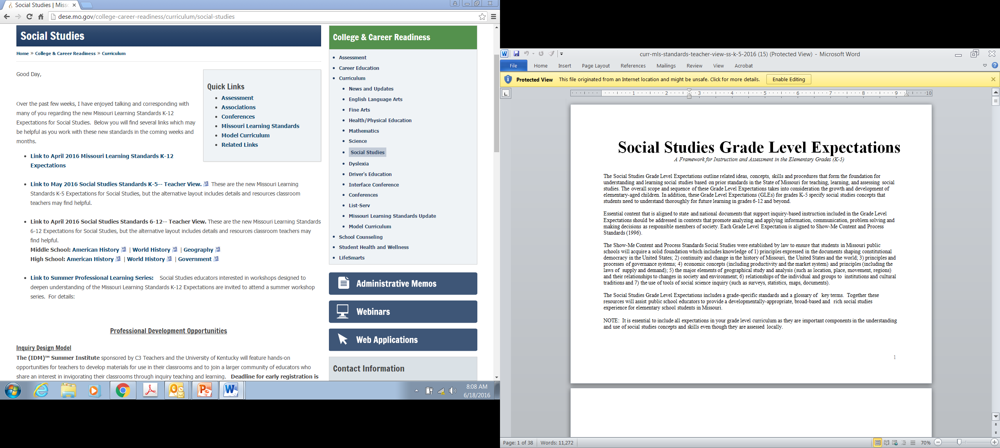 Social Studies | Miss
dese.mo.gov/college-career-readiness/curriculum/social-studies
Social Studies
Home » College & Career Readiness » Curriculum
Good Day,
Over the past few weeks, I have enjoyed talking and corresponding with
many of you regarding the new Missouri Learning Standards K-12
Expectations for Social Studies.  Below you will find several links which may
be helpful as you work with these new standards in the coming weeks and
months.
Quick Links
Assessment
Associations
Conferences
Missouri Learning Standards
Model Curriculum
Related Links
Link to April 2016 Missouri Learning Standards K-12
Expectations
Link to May 2016 Social Studies Standards K-5-- Teacher View. These are the new Missouri Learning
Standards K-5 Expectations for Social Studies, but the alternative layout includes details and resources classroom
teachers may find helpful.
Link to April 2016 Social Studies Standards 6-12-- Teacher View. These are the new Missouri Learning Standards
6-12 Expectations for Social Studies, but the alternative layout includes details and resources classroom teachers may
find helpful.
Middle School: American History | World History | Geography
High School: American History | World History | Government
Link to Summer Professional Learning Series:    Social Studies educators interested in workshops designed to
deepen understanding of the Missouri Learning Standards K-12 Expectations are invited to attend a summer workshop
series.  For details:
Professional Development Opportunities
Inquiry Design Model
The (IDM)™ Summer Institute sponsored by C3 Teachers and the University of Kentucky will feature hands-on
opportunities for teachers to develop materials for use in their classrooms and to join a larger community of educators who
share an interest in invigorating their classrooms through inquiry teaching and learning.   Deadline for early registration is
College & Career Readiness
Assessment
Career Education
Curriculum
News and Updates
English Language Arts
Fine Arts
Health/Physical Education
Mathematics
Science
Social Studies
Dyslexia
Driver's Education
Interface Conference
Conferences
List-Serv
Missouri Learning Standards Update
Model Curriculum
School Counseling
Student Health and Wellness
LifeSmarts
Administrative Memos
Webinars
Web Applications
Contact Information
8:08 AM
6/18/2016
curr-mls-standards-teacher-view-ss-k-5-2016 (15) (Protected View) - Microsoft Word
File Home Insert Page Layout References Mailings Review View Acrobat
Protected View This file originated from an Internet location and might be unsafe. Click for more details. Enable Editing
1 2 3 4 5 6 7 8 9 10
Social Studies Grade Level Expectations
A Framework for Instruction and Assessment in the Elementary Grades (K-5)
The Social Studies Grade Level Expectations outline related ideas, concepts, skills and procedures that form the foundation for
understanding and learning social studies based on prior standards in the State of Missouri for teaching, learning, and assessing social
studies. The overall scope and sequence of these Grade Level Expectations takes into consideration the growth and development of
elementary-aged children. In addition, these Grade Level Expectations (GLEs) for grades K-5 specify social studies concepts that
students need to understand thoroughly for future learning in grades 6-12 and beyond.
Essential content that is aligned to state and national documents that support inquiry-based instruction included in the Grade Level
Expectations should be addressed in contexts that promote analyzing and applying information, communication, problem solving and
making decisions as responsible members of society. Each Grade Level Expectation is aligned to Show-Me Content and Process
Standards (1996).
The Show-Me Content and Process Standards Social Studies were established by law to ensure that students in Missouri public
schools will acquire a solid foundation which includes knowledge of 1) principles expressed in the documents shaping constitutional
democracy in the United States; 2) continuity and change in the history of Missouri, the United States and the world; 3) principles and
processes of governance systems; 4) economic concepts (including productivity and the market system) and principles (including the
laws of  supply and demand); 5) the major elements of geographical study and analysis (such as location, place, movement, regions)
and their relationships to changes in society and environment; 6) relationships of the individual and groups to  institutions and cultural
traditions and 7) the use of tools of social science inquiry (such as surveys, statistics, maps, documents).
The Social Studies Grade Level Expectations includes a grade-specific standards and a glossary of  key terms.  Together these
resources will assist public school educators to provide a developmentally-appropriate, broad-based and  rich social studies
experience for elementary school students in Missouri.
NOTE:  It is essential to include all expectations in your grade level curriculum as they are important components in the understanding
and use of social studies concepts and skills even though they are assessed locally.
1
Page: 1 of 38 Words: 11,272 70%